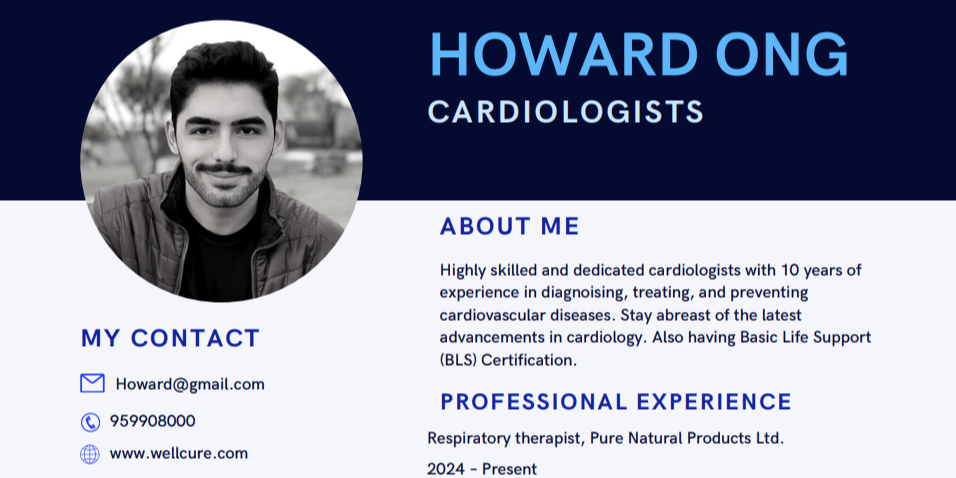 HOWARD ONG
CARDIOLOGISTS
ABOUT ME
Highly skilled and dedicated cardiologists with 10 years of
experience in diagnoising, treating, and preventing
cardiovascular diseases. Stay abreast of the latest
advancements in cardiology. Also having Basic Life Support
(BLS) Certification.
MY CONTACT
Howard@gmail.com
959908000
www.wellcure.com
PROFESSIONAL EXPERIENCE
Respiratory therapist, Pure Natural Products Ltd.
2024 – Present